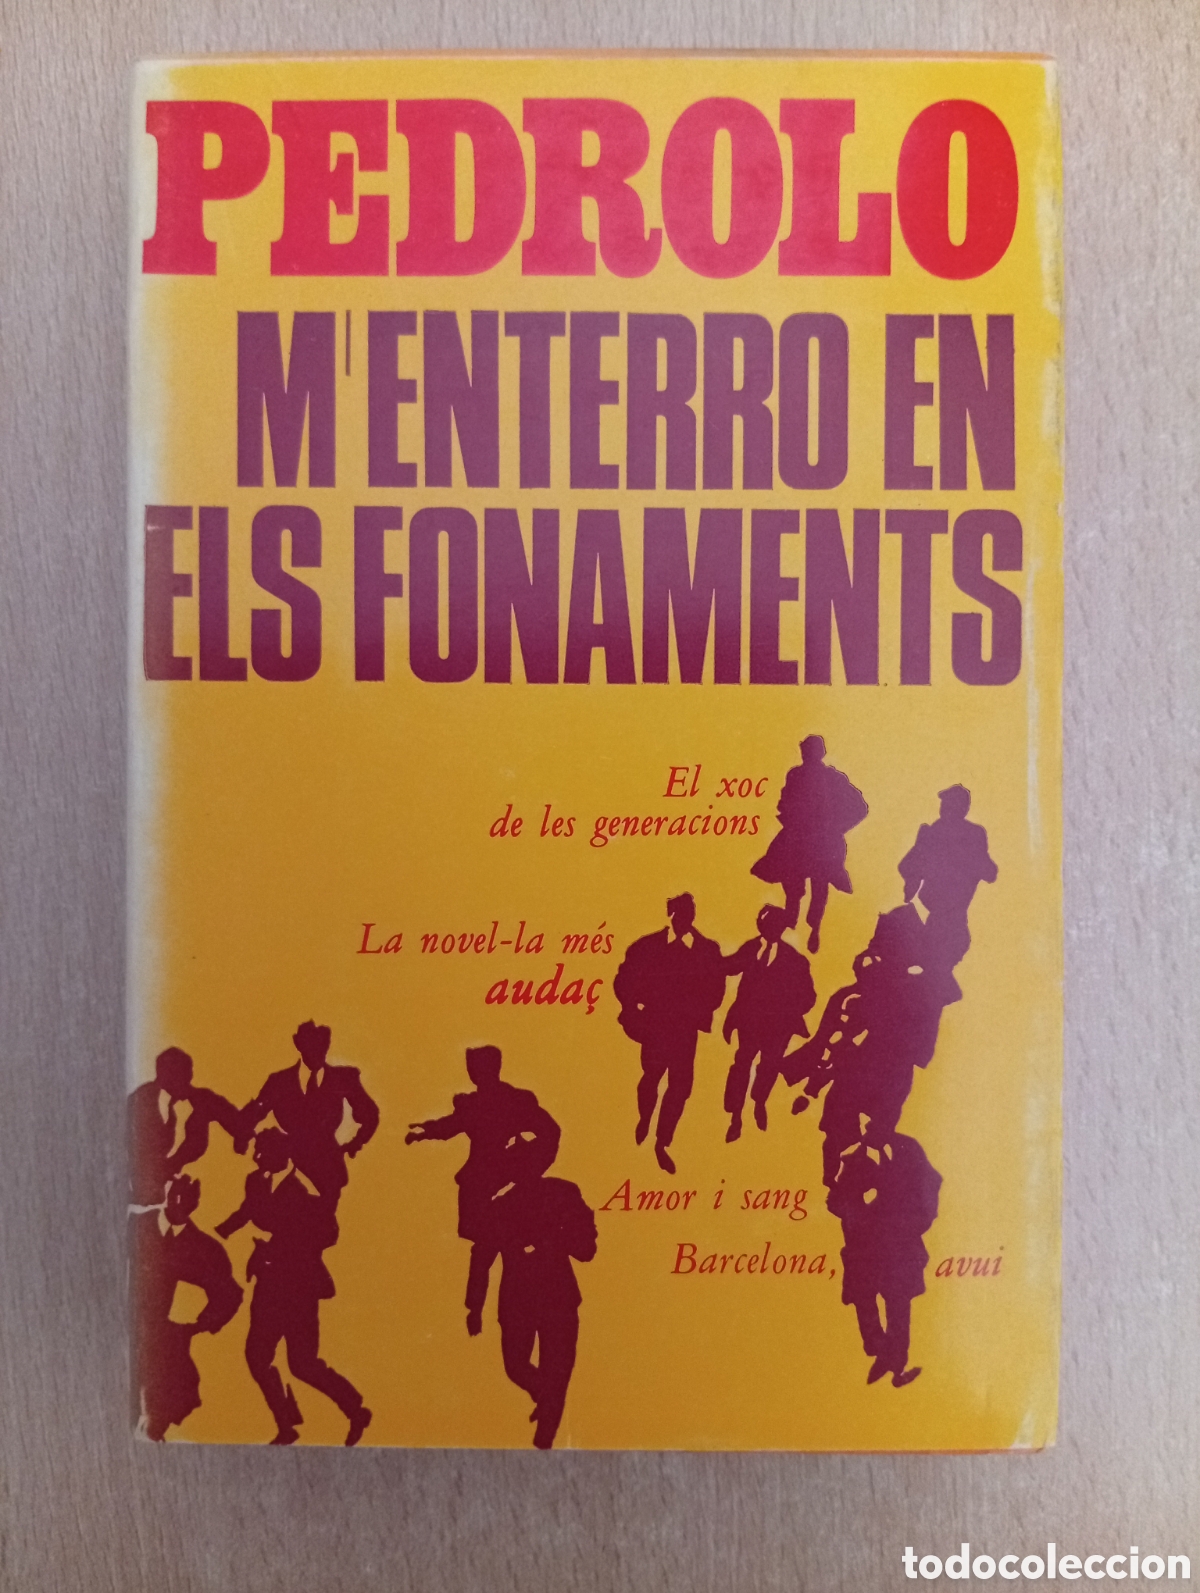 PEDROLO
M'ENTERRO EN
ELS FONAMENTS
El xoc
de les generacions
La novel-la més
audaç
Amor i sang
Barcelona, avui
todocoleccion